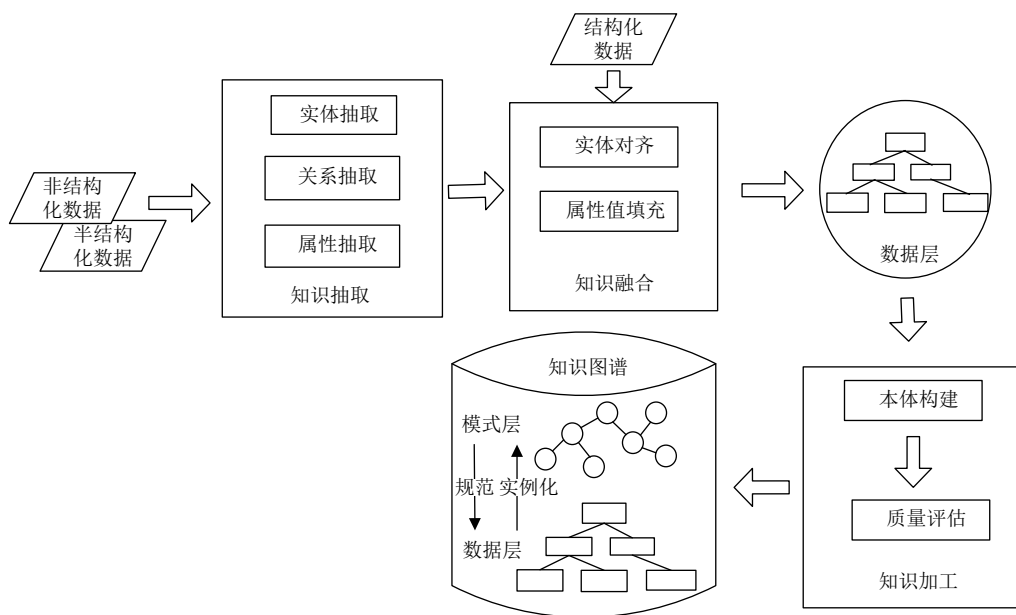 结构化
数据
非结构
化数据
半结构
化数据
实体抽取
关系抽取
属性抽取
知识抽取
实体对齐
属性值填充
知识融合
数据层
本体构建
质量评估
知识加工
知识图谱
模式层
规范 实例化
数据层